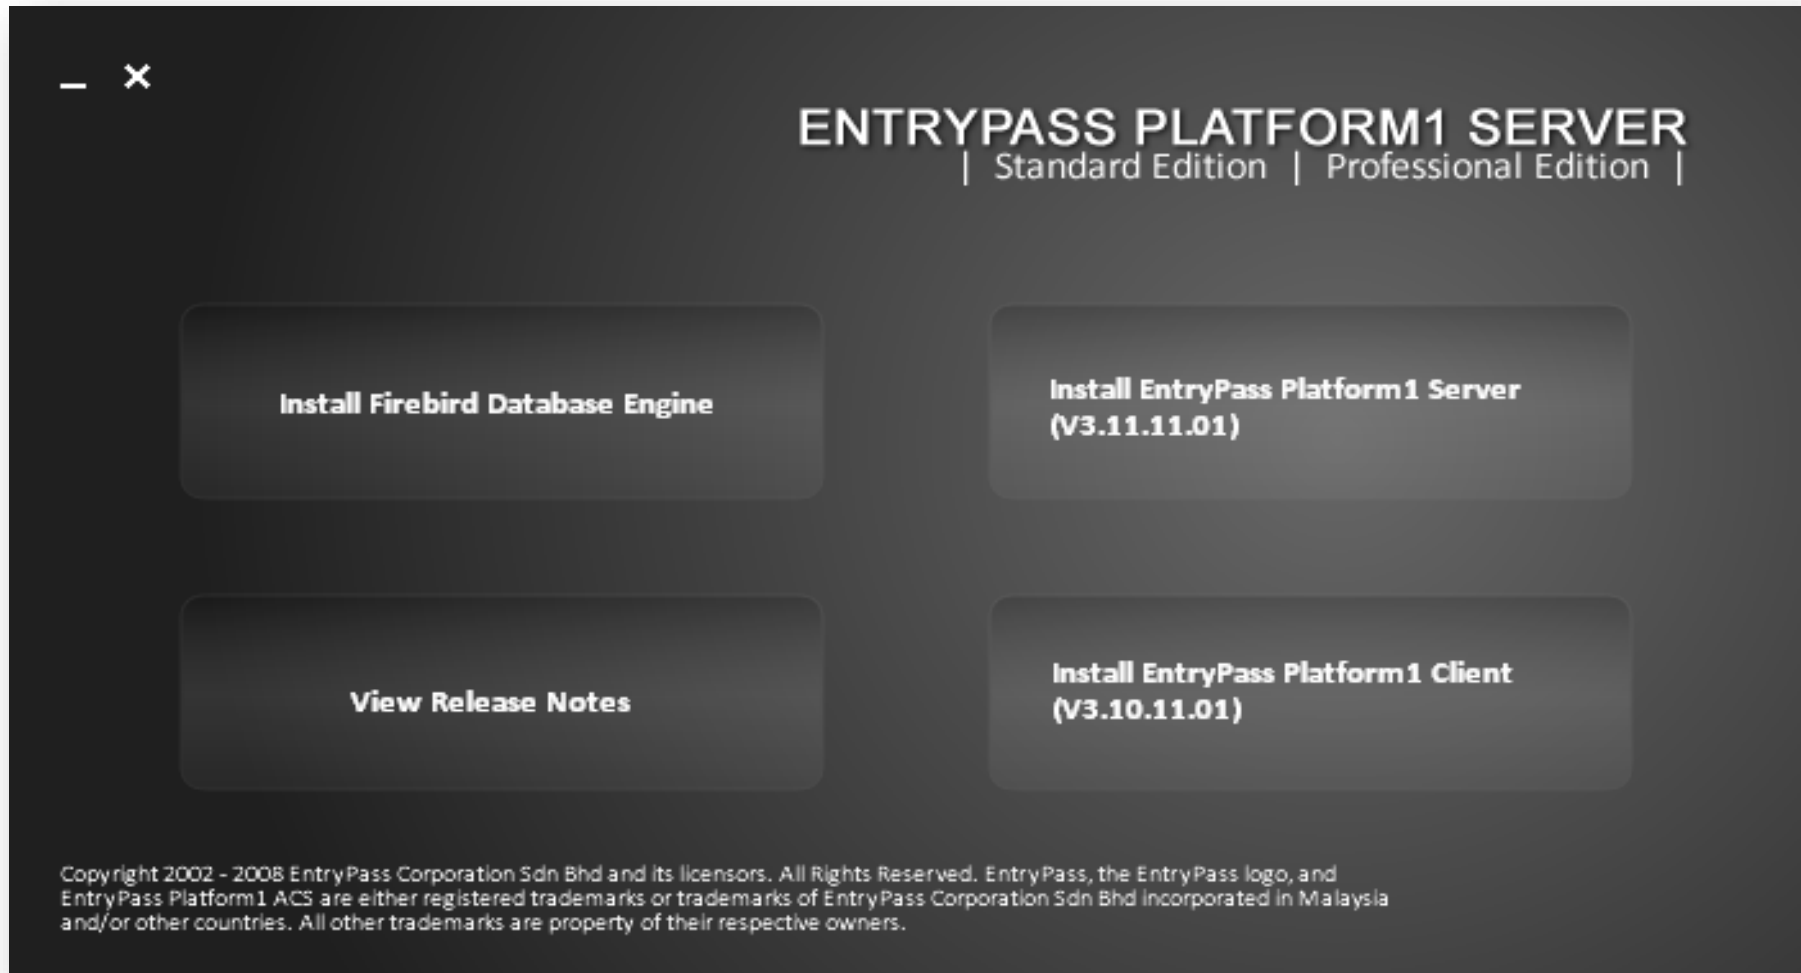 ENTRYPASS PLATFORM1 SERVER
| Standard Edition | Professional Edition |
Install Firebird Database Engine
Install EntryPass Platform1 Server
(V3.11.11.01)
View Release Notes
Install EntryPass Platform1 Client
(V3.10.11.01)
Copyright 2002 - 2008 EntryPass Corporation Sdn Bhd and its licensors. All Rights Reserved. EntryPass, the EntryPass logo, and
EntryPass Platform1 ACS are either registered trademarks or trademarks of EntryPass Corporation Sdn Bhd incorporated in Malaysia
and/or other countries. All other trademarks are property of their respective owners.